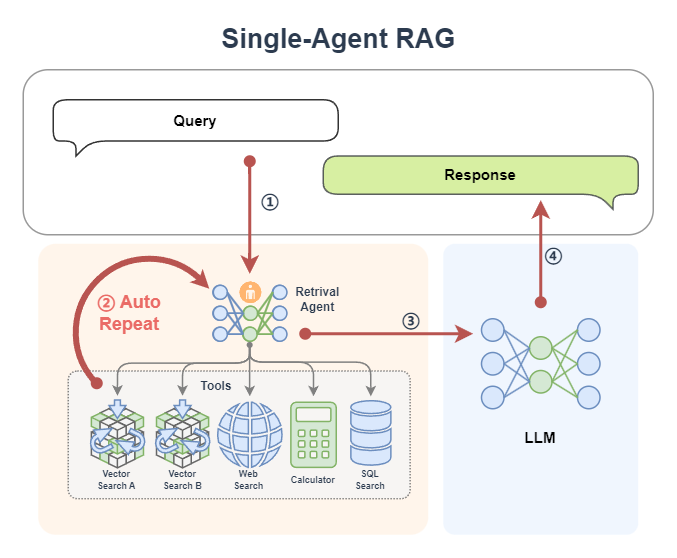 Single-Agent RAG
Query
Response
①
② Auto
Repeat
Retrival
Agent
③
④
Tools
Vector
Search A
Vector
Search B
Web
Search
Calculator
SQL
Search
LLM